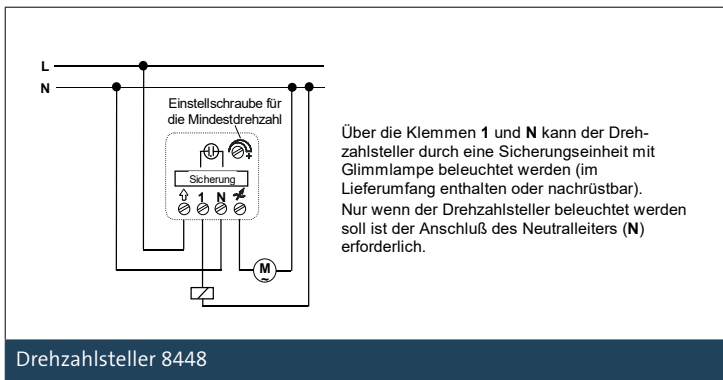 L
N
Einstellschraube für
die Mindestdrehzahl
+
Sicherung
1 N
M
~
Über die Klemmen 1 und N kann der Dreh-
zahlsteller durch eine Sicherungseinheit mit
Glimmlampe beleuchtet werden (im
Lieferumfang enthalten oder nachrüstbar).
Nur wenn der Drehzahlsteller beleuchtet werden
soll ist der Anschluß des Neutralleiters (N)
erforderlich.
Drehzahlsteller 8448